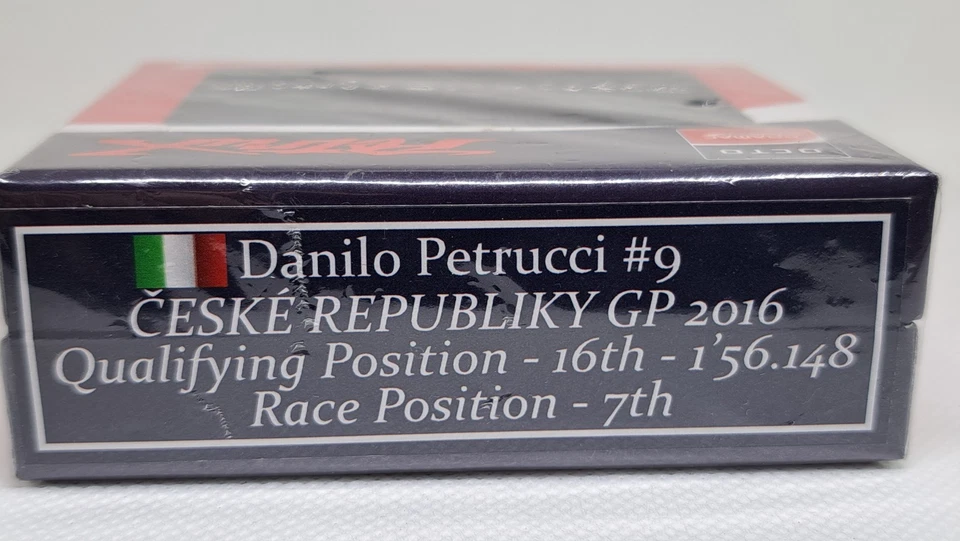 Danilo Petrucci #9
ČESKÉ REPUBLIKY GP 2016
Qualifying Position - 16th - 1'56.148
Race Position - 7th